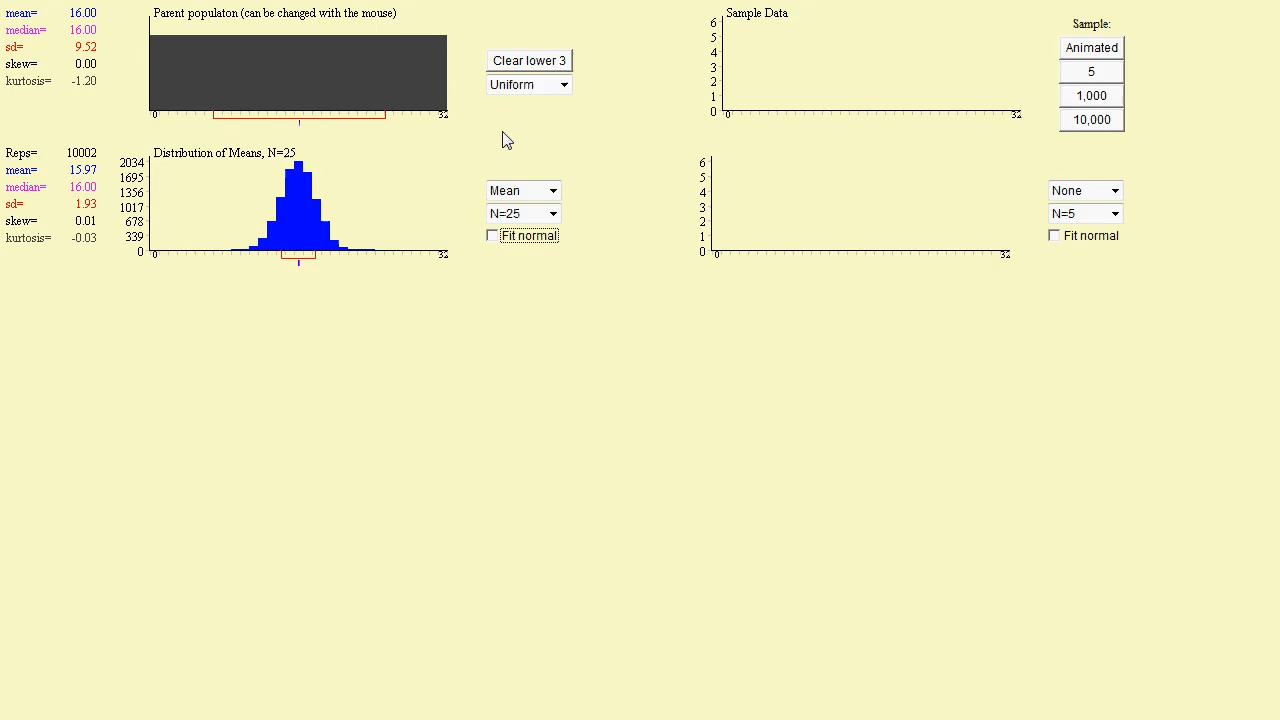 mean= 16.00
median= 16.00
sd= 9.52
skew= 0.00
kurtosis= -1.20
Parent populaton (can be changed with the mouse)
0 32
Clear lower 3
Uniform
Sample Data
6
5
4
3
2
1
0
0 32
Sample:
Animated
5
1,000
10,000
Reps= 10002
mean= 15.97
median= 16.00
sd= 1.93
skew= 0.01
kurtosis= -0.03
Distribution of Means, N=25
2034
1695
1356
1017
678
339
0
0 32
Mean
N=25
Fit normal
6
5
4
3
2
1
0
0 32
None
N=5
Fit normal